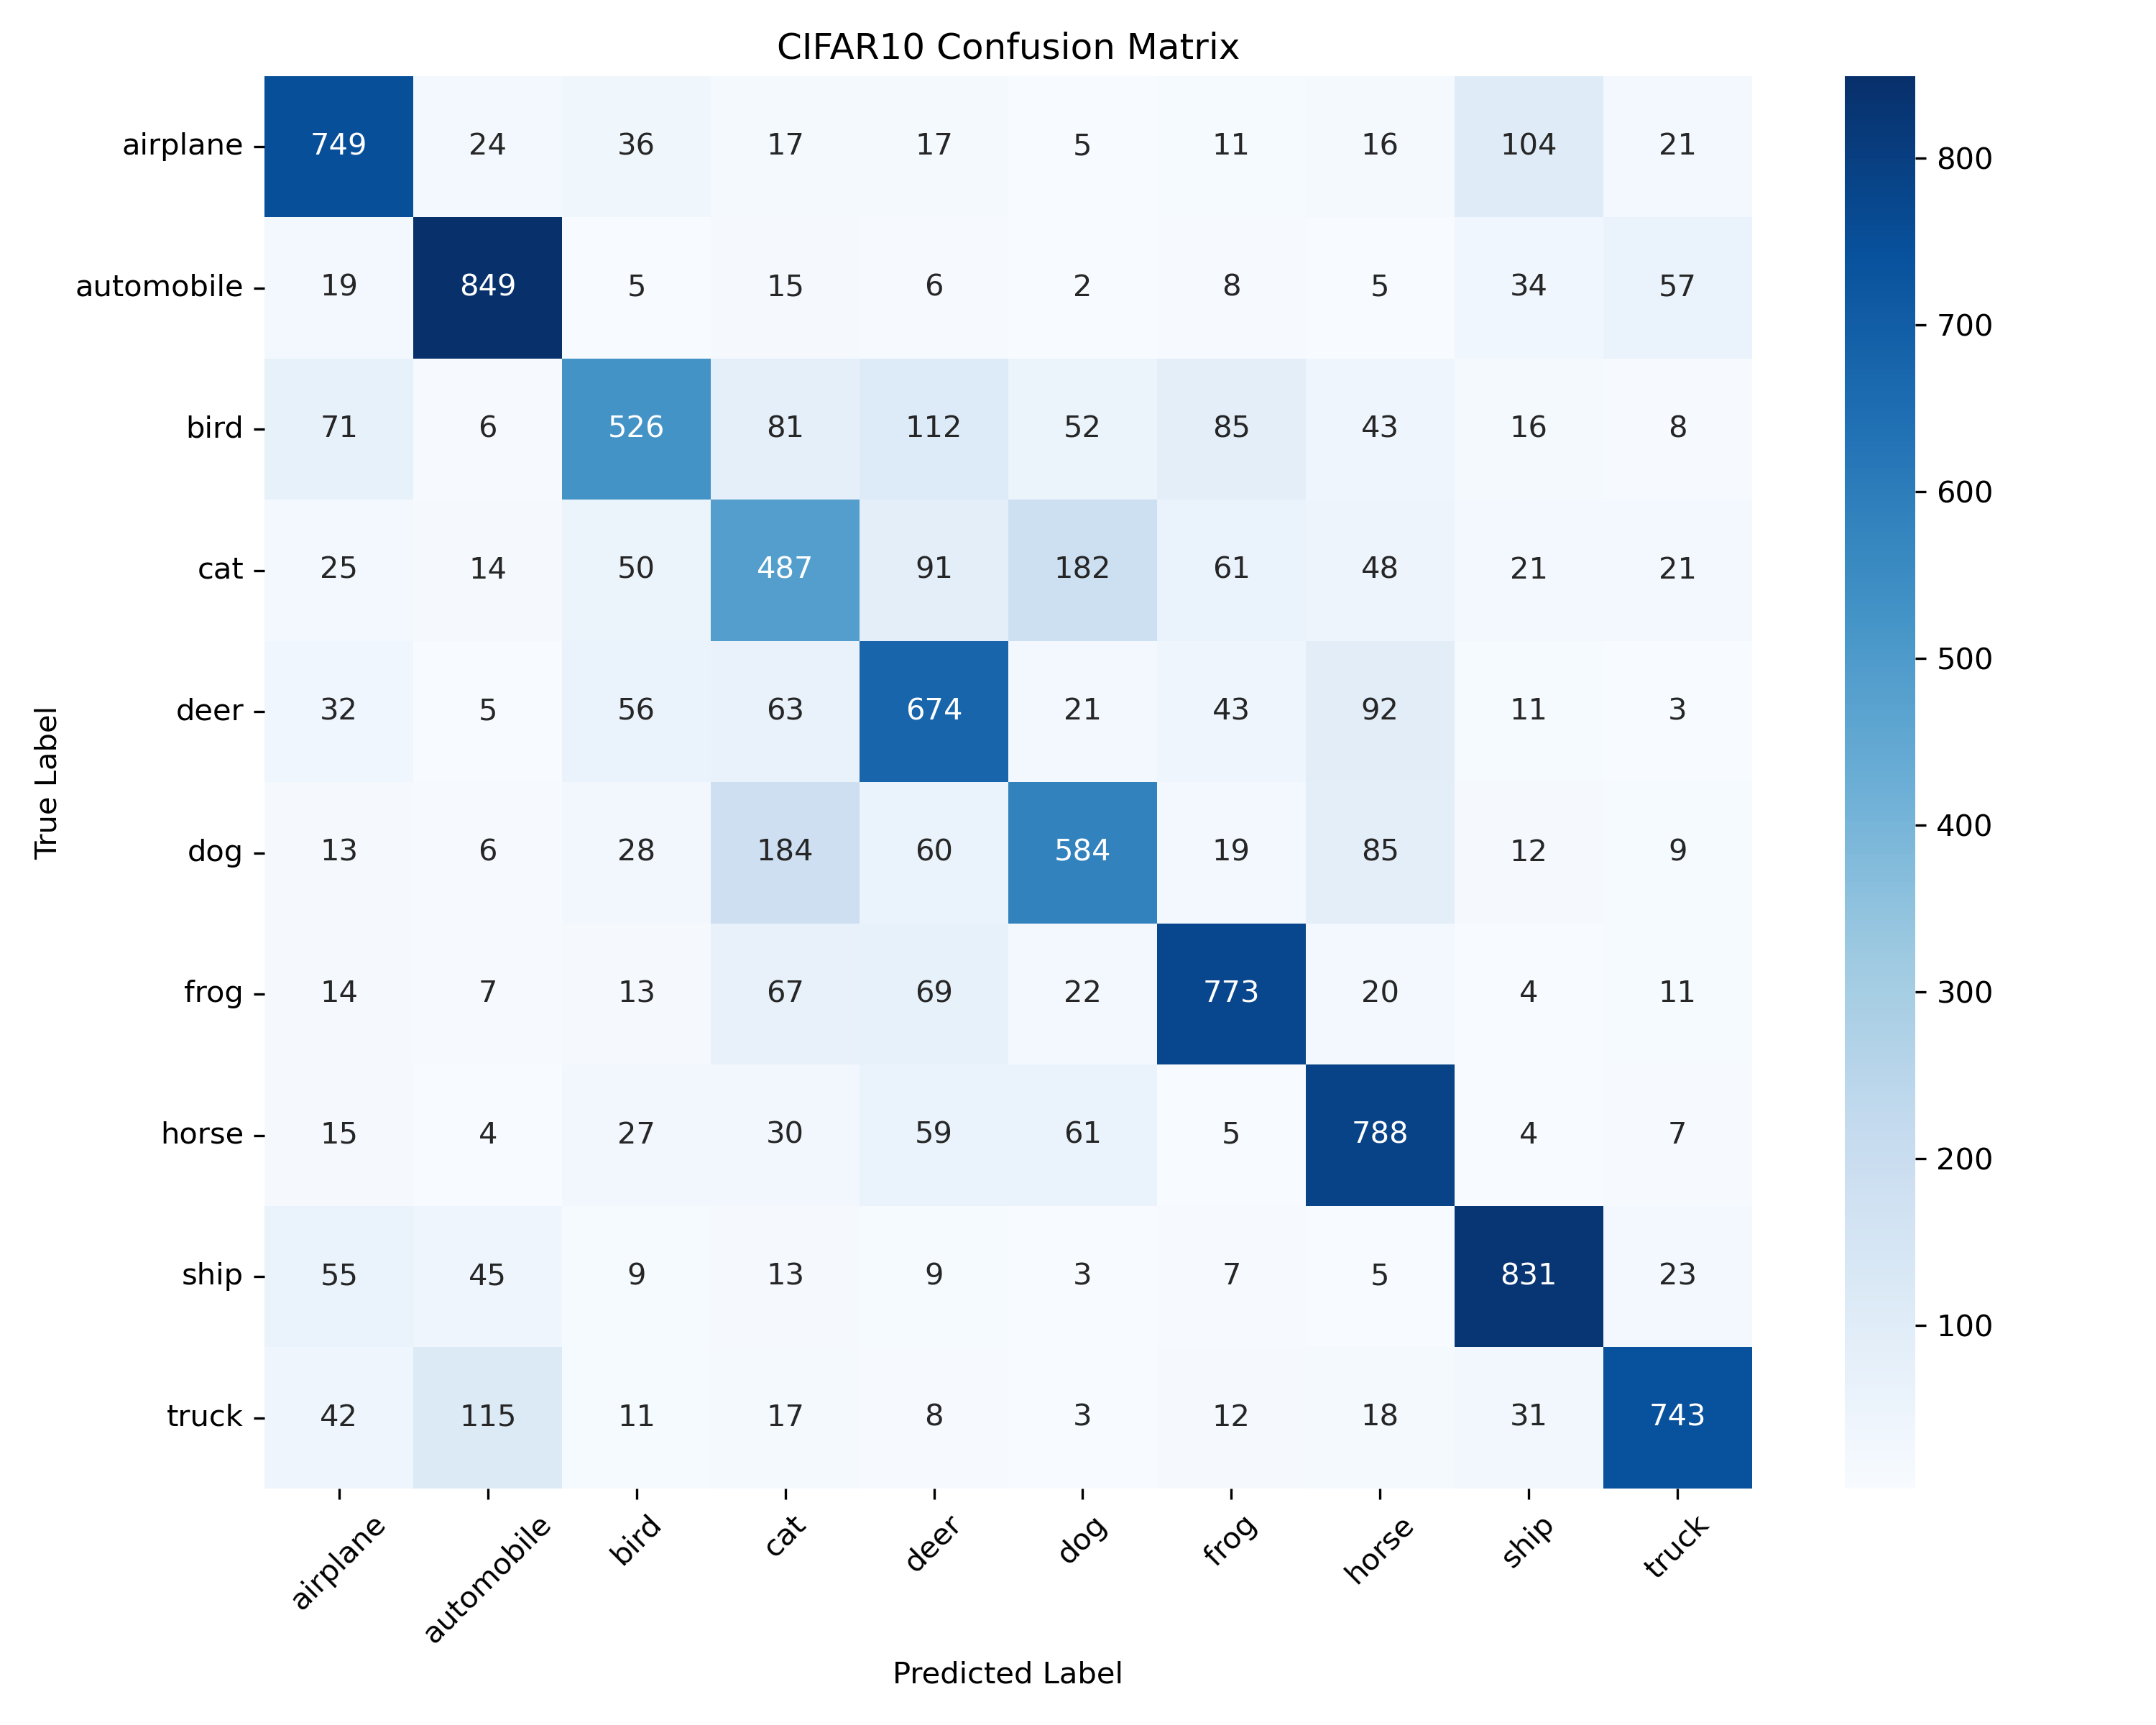 CIFAR10 Confusion Matrix
airplane 749 24 36 17 17 5 11 16 104 21
automobile 19 849 5 15 6 2 8 5 34 57
bird 71 6 526 81 112 52 85 43 16 8
cat 25 14 50 487 91 182 61 48 21 21
deer 32 5 56 63 674 21 43 92 11 3
dog 13 6 28 184 60 584 19 85 12 9
frog 14 7 13 67 69 22 773 20 4 11
horse 15 4 27 30 59 61 5 788 4 7
ship 55 45 9 13 9 3 7 5 831 23
truck 42 115 11 17 8 3 12 18 31 743
airplane automobile bird cat deer dog frog horse ship truck
Predicted Label
True Label
800
700
600
500
400
300
200
100